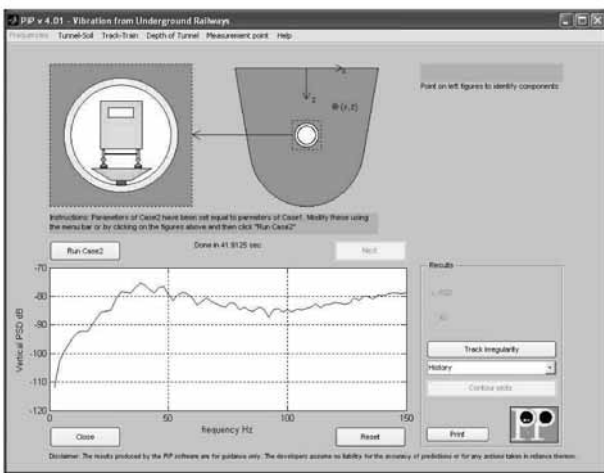 PiP v 4.01 - Vibration from Underground Railways
Frequencies Tunnel-Soil Track-Train Depth of Tunnel Measurement point Help
x
z
(x,z)
Point on left figures to identify components
Instructions: Parameters of Case2 have been set equal to parmeters of Case1. Modify these using
the menu bar or by clicking on the figures above and then click "Run Case2"
Run Case2
Done in 41.9125 sec
Next
Vertical PSD dB
-70
-80
-90
-100
-110
-120
0
50
100
150
frequency Hz
Close
Reset
Results
Track Irregularity
History
Contour plots
Print
PiP
Disclaimer: The results produced by the PiP software are for guidance only. The developers assume no liability for the accuracy of predictions or for any actions taken in reliance thereon.